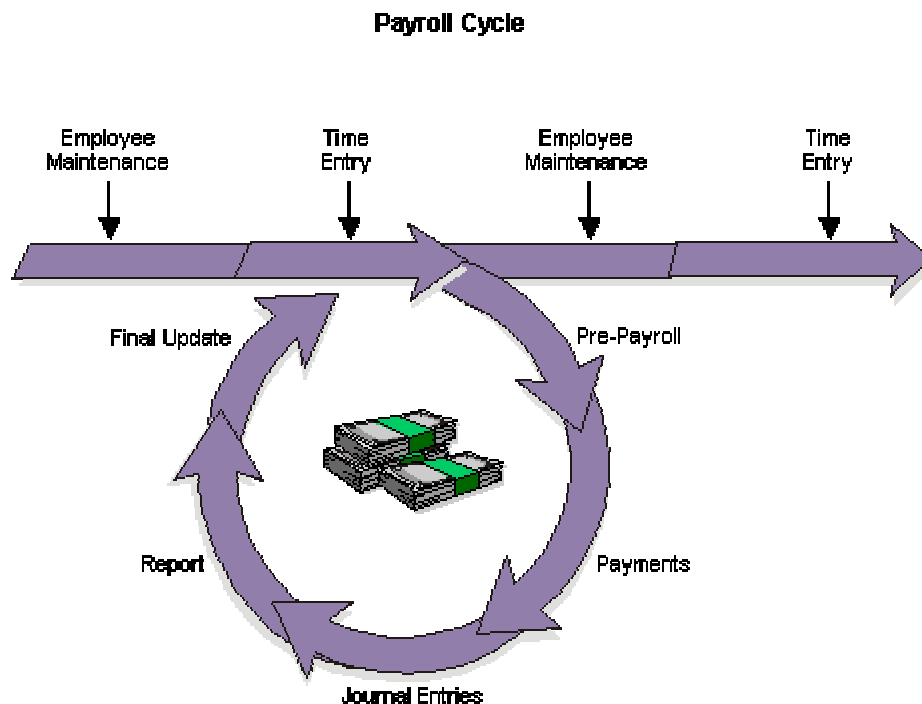 Payroll Cycle
Employee
Maintenance
Time
Entry
Employee
Maintenance
Time
Entry
Final Update
Pre-Payroll
Report
Payments
Journal Entries